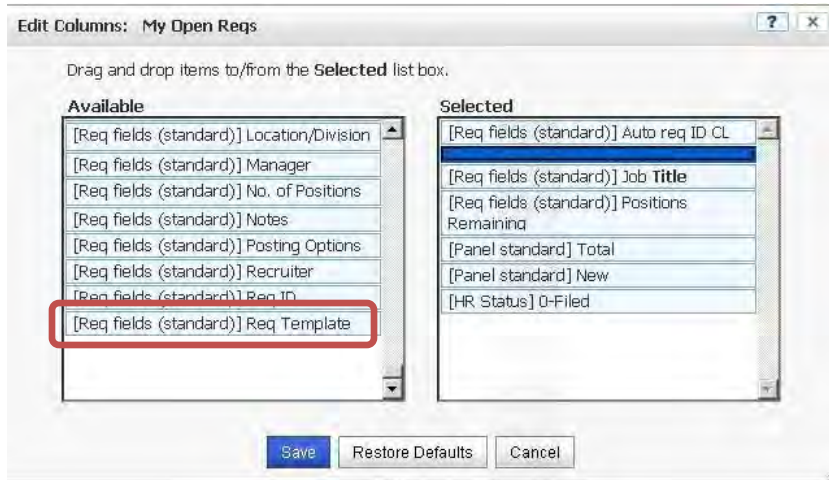 Edit Columns: My Open Reqs
? x
Drag and drop items to/from the Selected list box.
Available
[Req fields (standard)] Location/Division
[Req fields (standard)] Manager
[Req fields (standard)] No. of Positions
[Req fields (standard)] Notes
[Req fields (standard)] Posting Options
[Req fields (standard)] Recruiter
[Req fields (standard)] Req ID
[Req fields (standard)] Req Template
Selected
[Req fields (standard)] Auto req ID CL
[Req fields (standard)] Job Title
[Req fields (standard)] Positions
Remaining
[Panel standard] Total
[Panel standard] New
[HR Status] 0-Filed
Save Restore Defaults Cancel